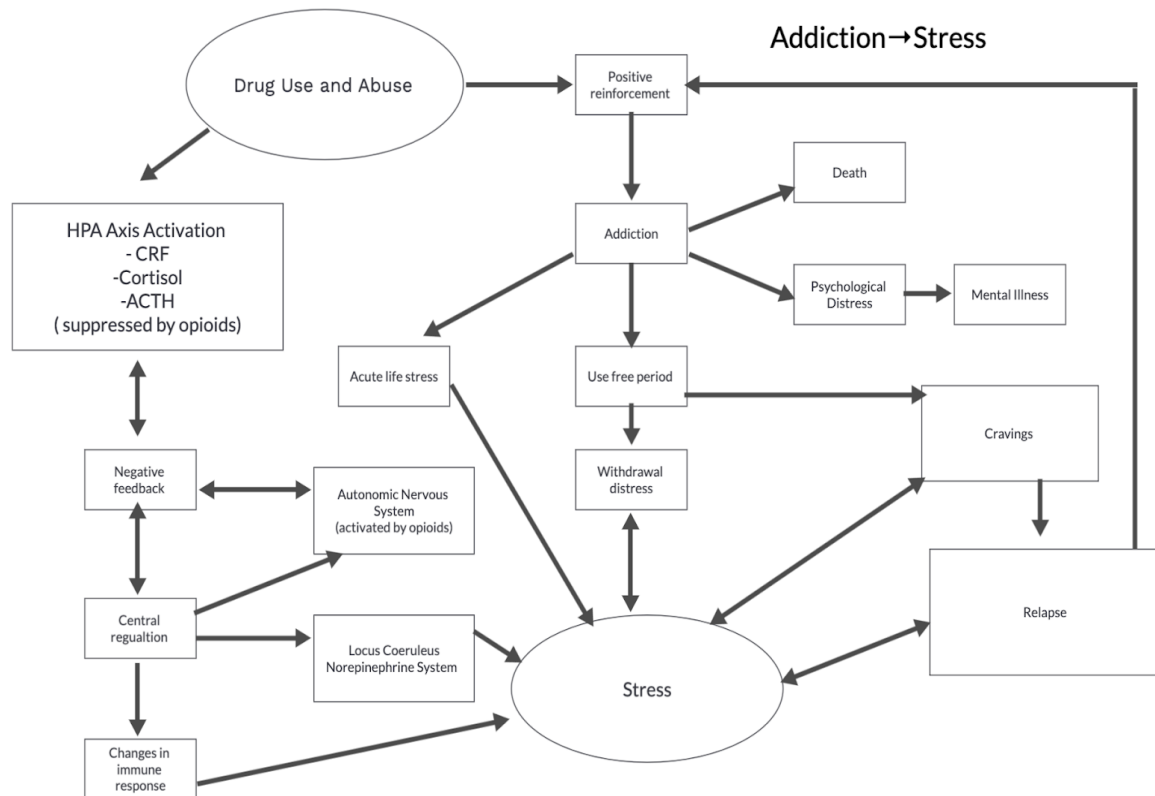 Addiction→Stress
Drug Use and Abuse
Positive
reinforcement
Death
HPA Axis Activation
- CRF
-Cortisol
-ACTH
( suppressed by opioids)
Addiction
Psychological
Distress
Mental Illness
Acute life stress
Use free period
Cravings
Negative
feedback
Autonomic Nervous
System
(activated by opioids)
Withdrawal
distress
Central
regualtion
Locus Coeruleus
Norepinephrine System
Stress
Relapse
Changes in
immune
response